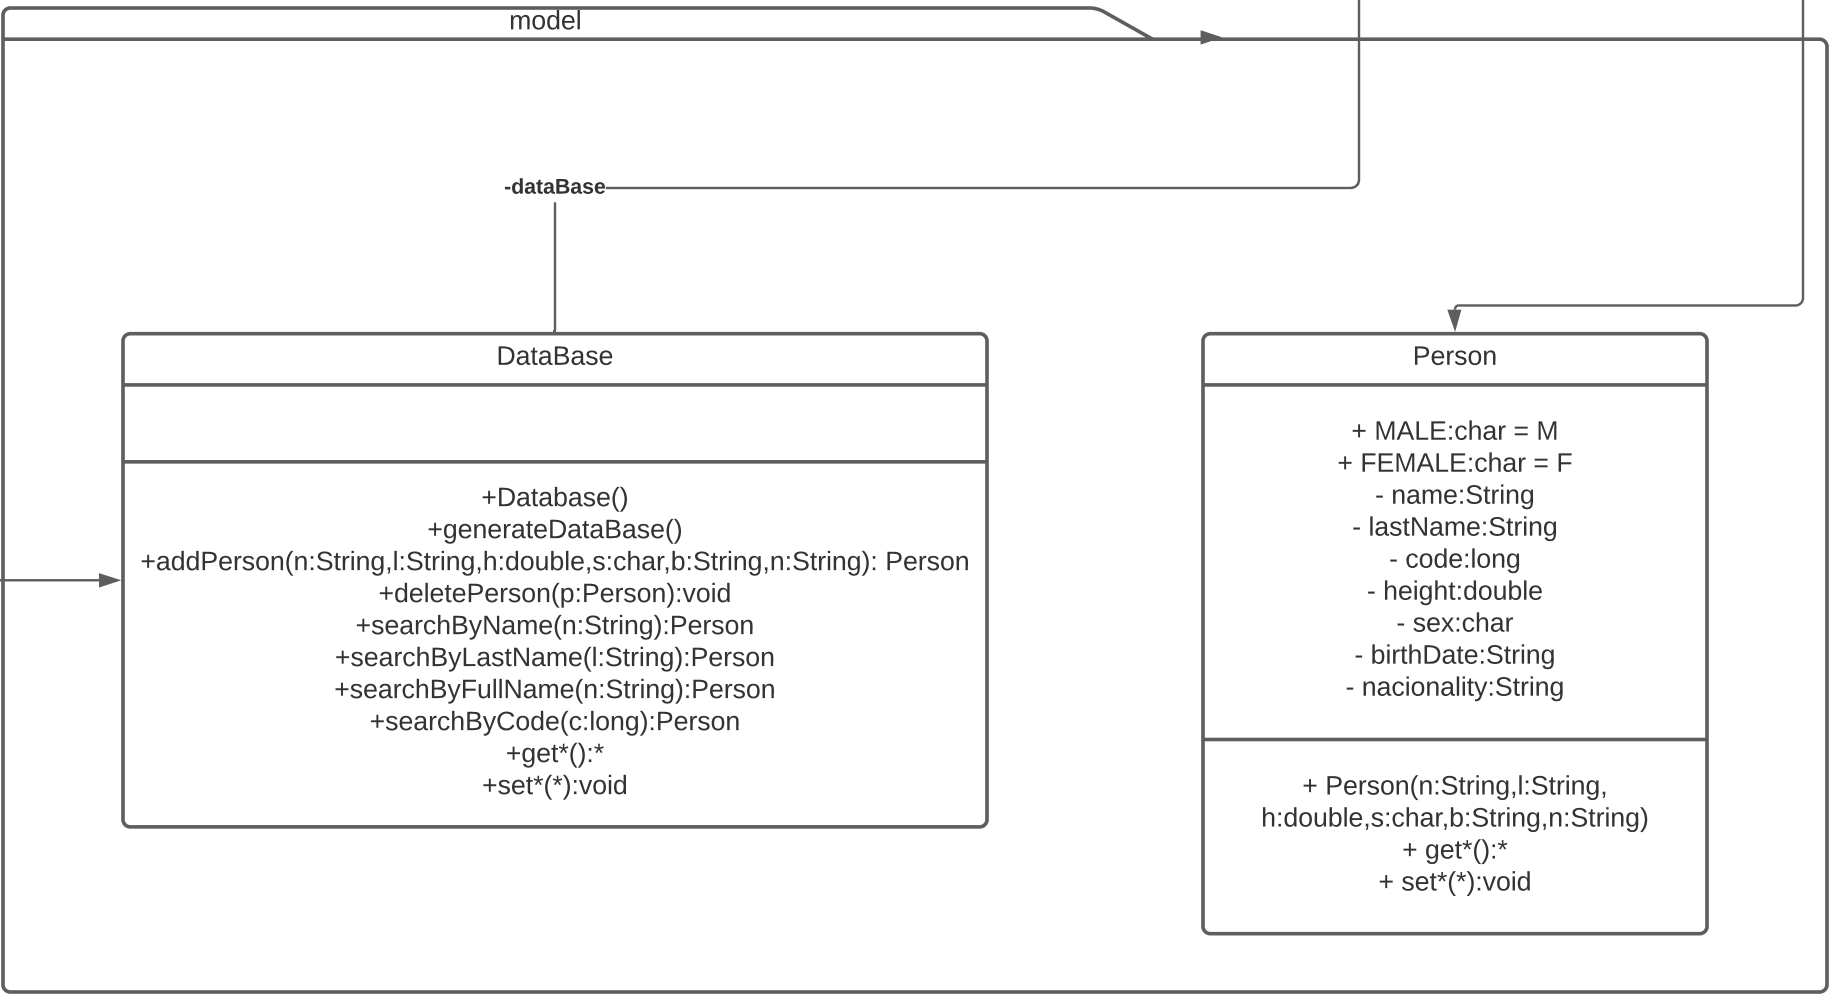 model
-dataBase
DataBase
+Database()
+generateDataBase()
+addPerson(n:String,l:String,h:double,s:char,b:String,n:String): Person
+deletePerson(p:Person):void
+searchByName(n:String):Person
+searchByLastName(l:String):Person
+searchByFullName(n:String):Person
+searchByCode(c:long):Person
+get*():*
+set*(*):void
Person
+ MALE:char = M
+ FEMALE:char = F
- name:String
- lastName:String
- code:long
- height:double
- sex:char
- birthDate:String
- nacionality:String
+ Person(n:String,l:String,
h:double,s:char,b:String,n:String)
+ get*():*
+ set*(*):void